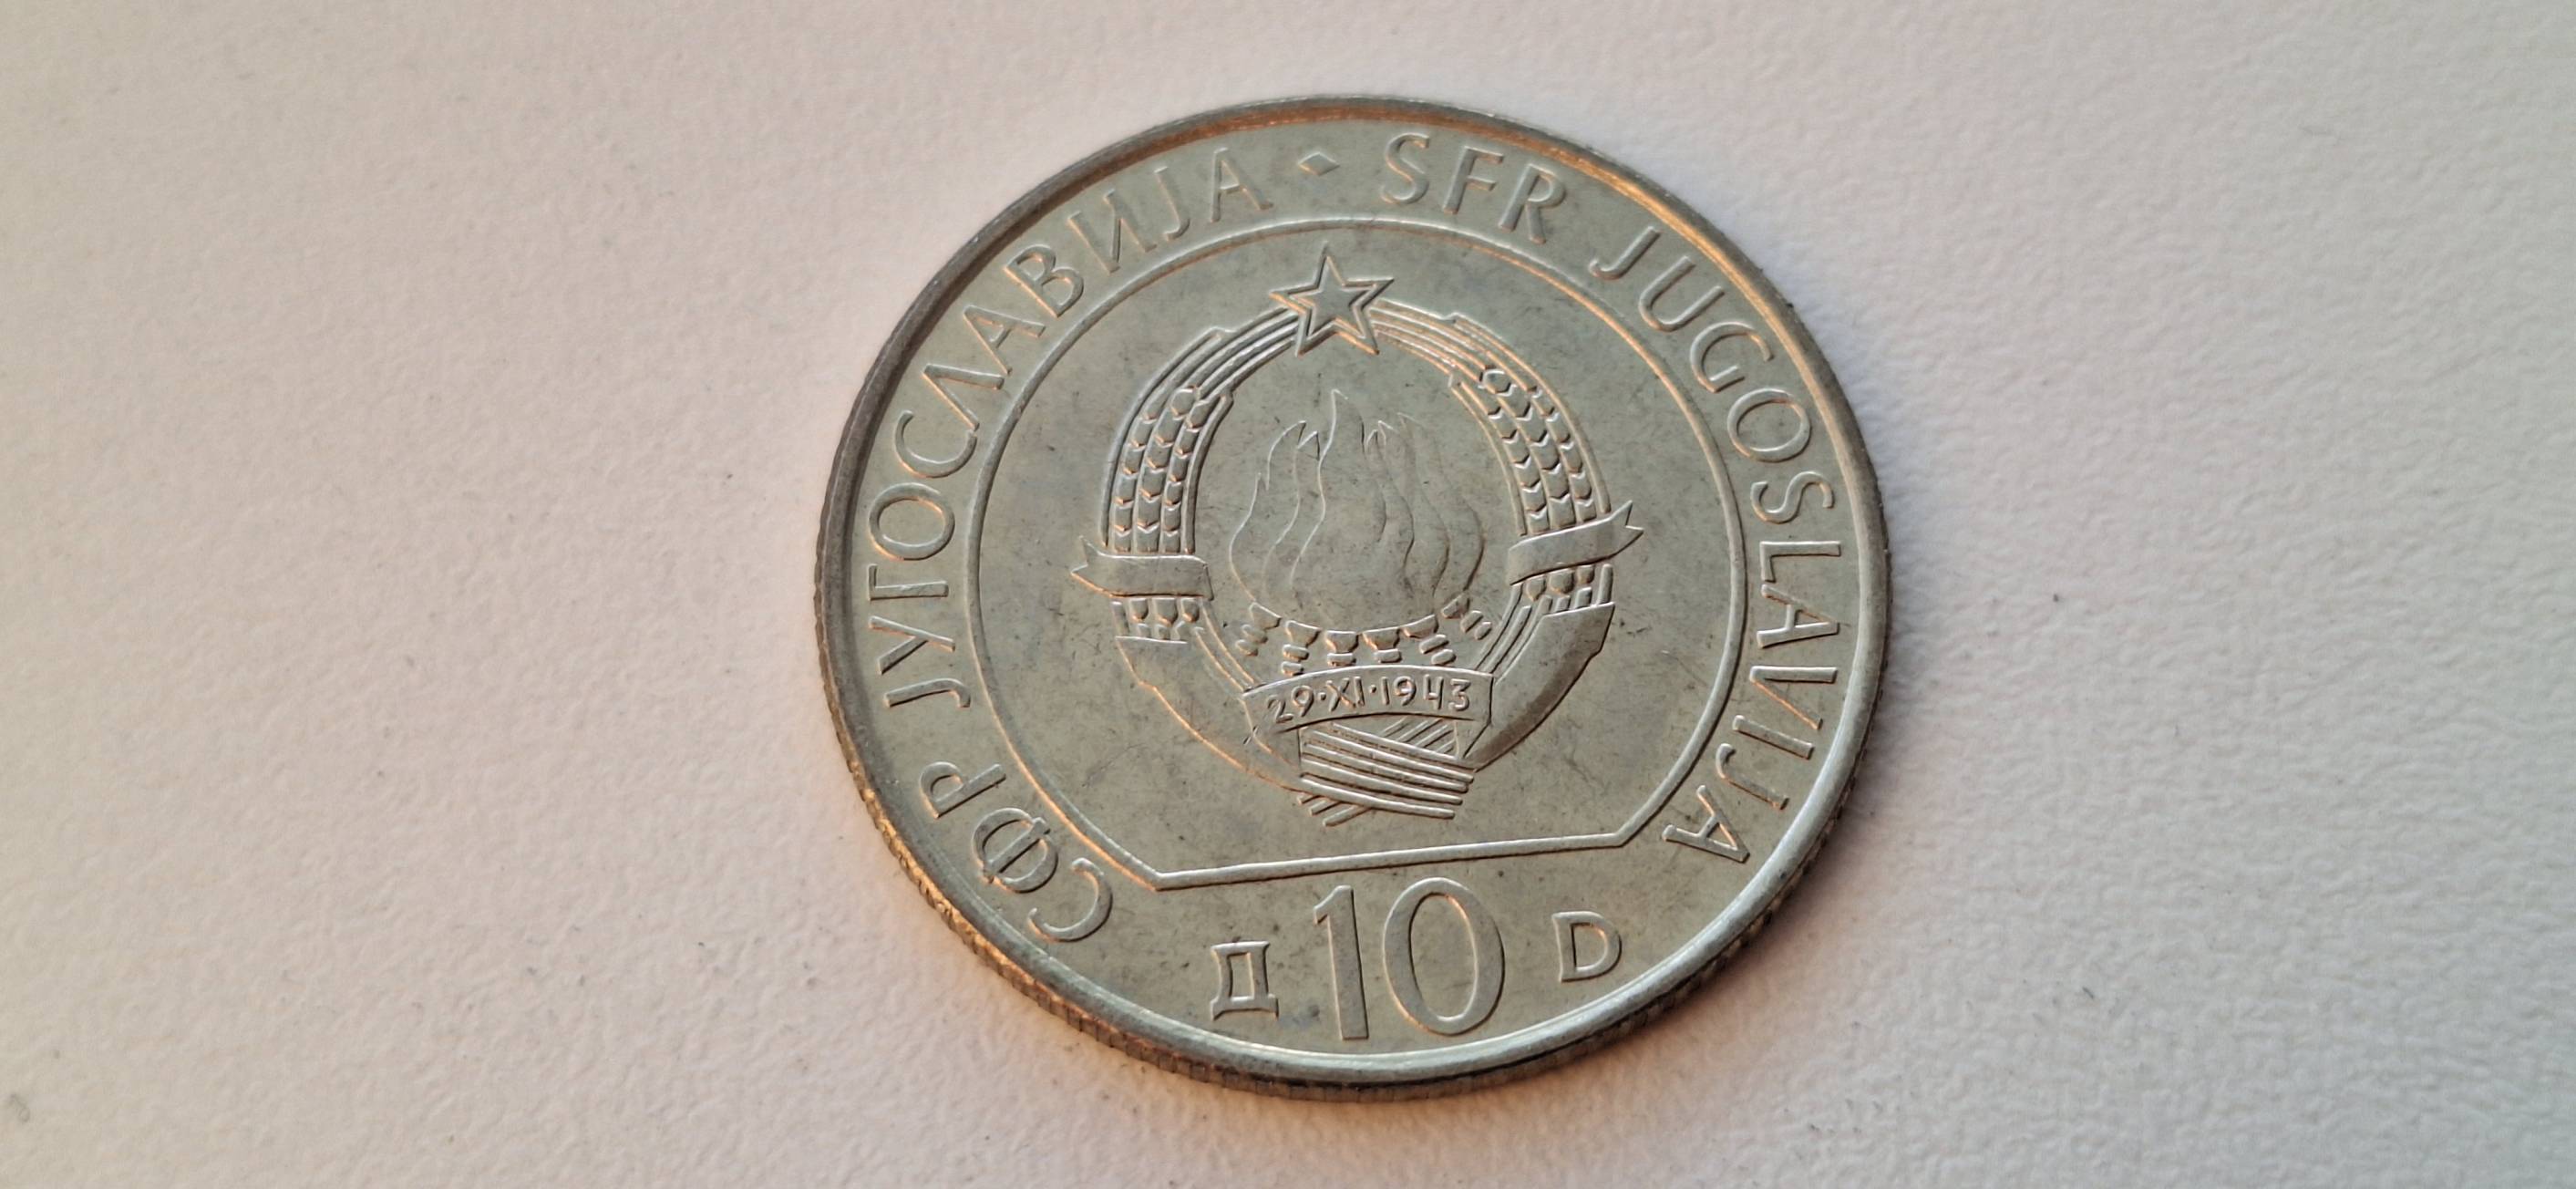 СФР ЈУГОСЛАВИЈА • SFR JUGOSLAVIJA
29·XI·1943
Д 10 D